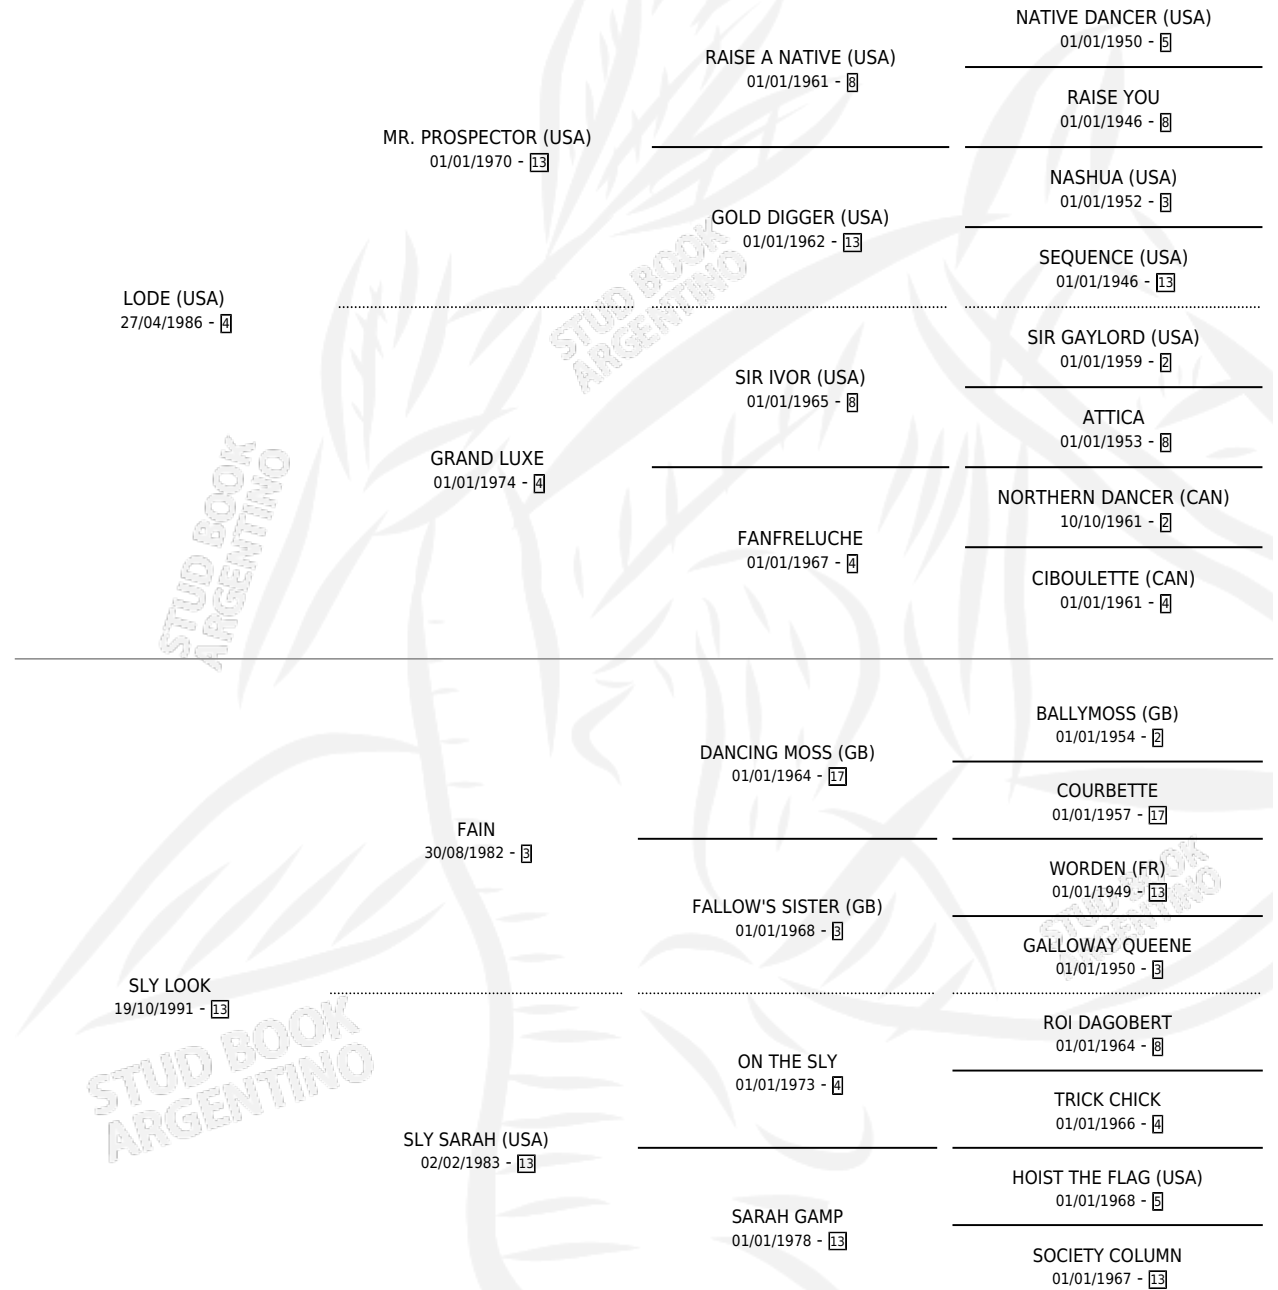 NATIVE DANCER (USA)
01/01/1950 - 5
RAISE A NATIVE (USA)
01/01/1961 - 8
RAISE YOU
01/01/1946 - 8
MR. PROSPECTOR (USA)
01/01/1970 - 13
NASHUA (USA)
01/01/1952 - 3
GOLD DIGGER (USA)
01/01/1962 - 13
SEQUENCE (USA)
01/01/1946 - 13
LODE (USA)
27/04/1986 - 4
SIR GAYLORD (USA)
01/01/1959 - 2
SIR IVOR (USA)
01/01/1965 - 8
ATTICA
01/01/1953 - 8
GRAND LUXE
01/01/1974 - 4
NORTHERN DANCER (CAN)
10/10/1961 - 2
FANFRELUCHE
01/01/1967 - 4
CIBOULETTE (CAN)
01/01/1961 - 4
STUD BOOK
ARGENTINO
STUD BOOK
ARGENTINO
BALLYMOSS (GB)
01/01/1954 - 2
DANCING MOSS (GB)
01/01/1964 - 17
COURBETTE
01/01/1957 - 17
FAIN
30/08/1982 - 3
WORDEN (FR)
01/01/1949 - 13
FALLOW'S SISTER (GB)
01/01/1968 - 3
GALLOWAY QUEENE
01/01/1950 - 3
SLY LOOK
19/10/1991 - 13
ROI DAGOBERT
01/01/1964 - 8
ON THE SLY
01/01/1973 - 4
TRICK CHICK
01/01/1966 - 4
SLY SARAH (USA)
02/02/1983 - 13
HOIST THE FLAG (USA)
01/01/1968 - 5
SARAH GAMP
01/01/1978 - 13
SOCIETY COLUMN
01/01/1967 - 13
STUD BOOK
ARGENTINO
STUD BOOK
ARGENTINO